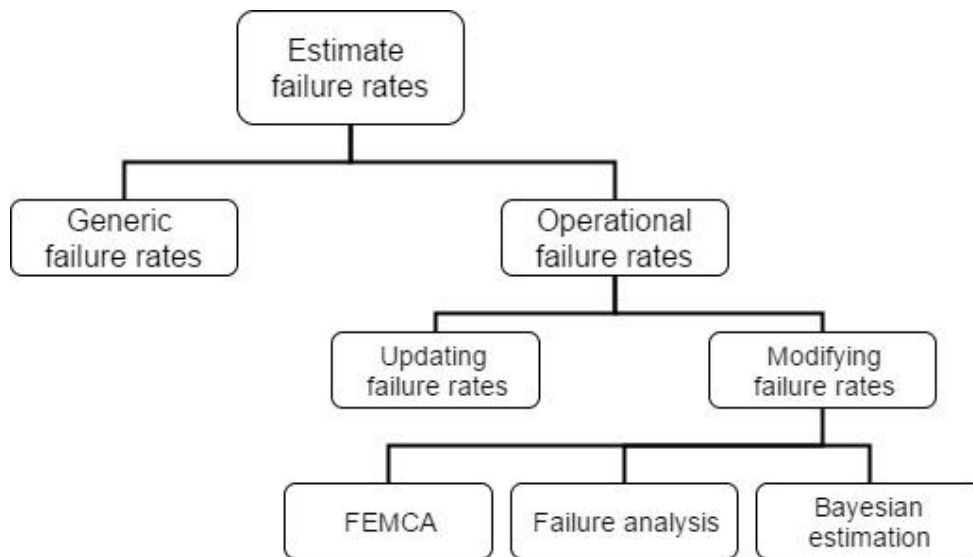 Estimate
failure rates
Generic
failure rates
Operational
failure rates
Updating
failure rates
Modifying
failure rates
FEMCA
Failure analysis
Bayesian
estimation